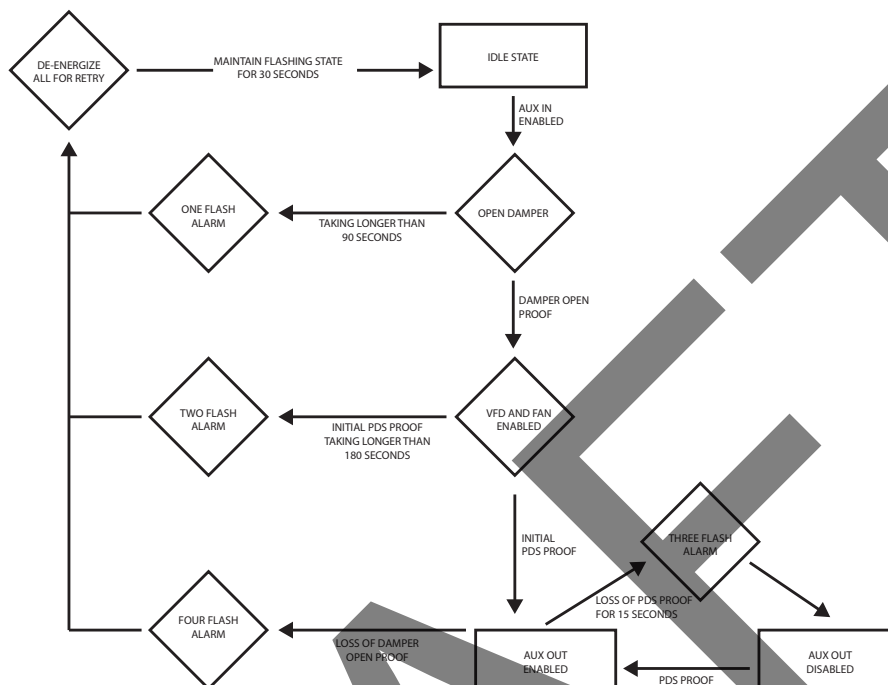 DE-ENERGIZE
ALL FOR RETRY
MAINTAIN FLASHING STATE
FOR 30 SECONDS
IDLE STATE
AUX IN
ENABLED
ONE FLASH
ALARM
TAKING LONGER THAN
90 SECONDS
OPEN DAMPER
DAMPER OPEN
PROOF
TWO FLASH
ALARM
INITIAL PDS PROOF
TAKING LONGER THAN
180 SECONDS
VFD AND FAN
ENABLED
INITIAL
PDS PROOF
THREE FLASH
ALARM
LOSS OF PDS PROOF
FOR 15 SECONDS
FOUR FLASH
ALARM
LOSS OF DAMPER
OPEN PROOF
AUX OUT
ENABLED
PDS PROOF
AUX OUT
DISABLED